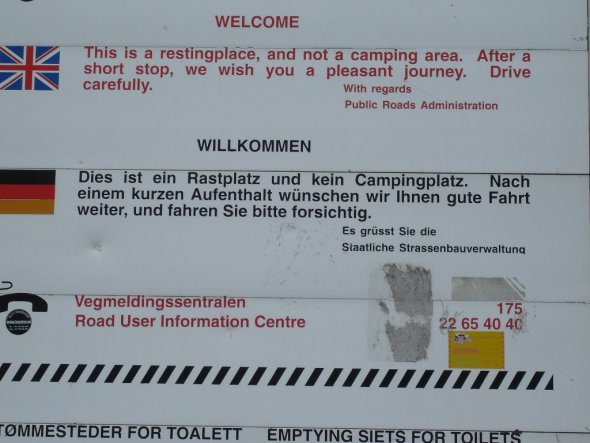 WELCOME
This is a restingplace, and not a camping area. After a
short stop, we wish you a pleasant journey. Drive
carefully.
With regards
Public Roads Administration
WILLKOMMEN
Dies ist ein Rastplatz und kein Campingplatz. Nach
einem kurzen Aufenthalt wünschen wir Ihnen gute Fahrt
weiter, und fahren Sie bitte forsichtig.
Es grüsst Sie die
Staatliche Strassenbauverwaltung
Vegmeldingssentralen 175
Road User Information Centre 22 65 40 40
TØMMESTEDER FOR TOALETT EMPTYING SIETS FOR TOILETS